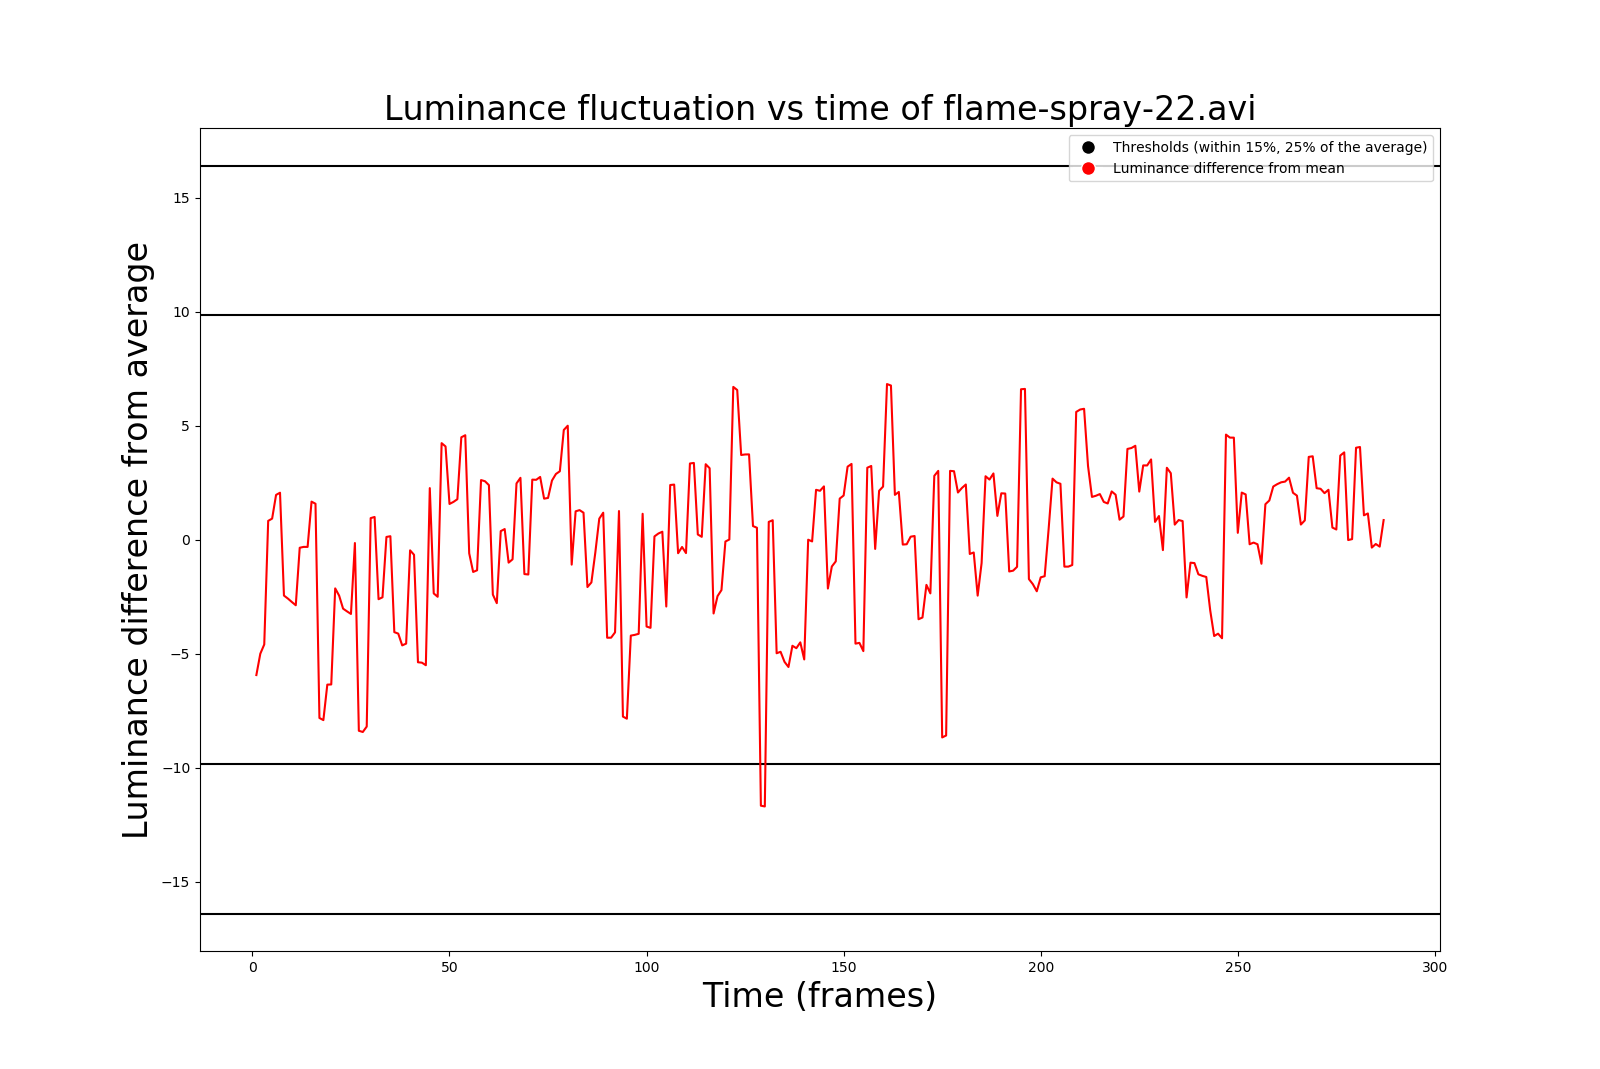 Luminance fluctuation vs time of flame-spray-22.avi
Thresholds (within 15%, 25% of the average)
Luminance difference from mean
Luminance difference from average
15
10
5
0
−5
−10
−15
0 50 100 150 200 250 300
Time (frames)